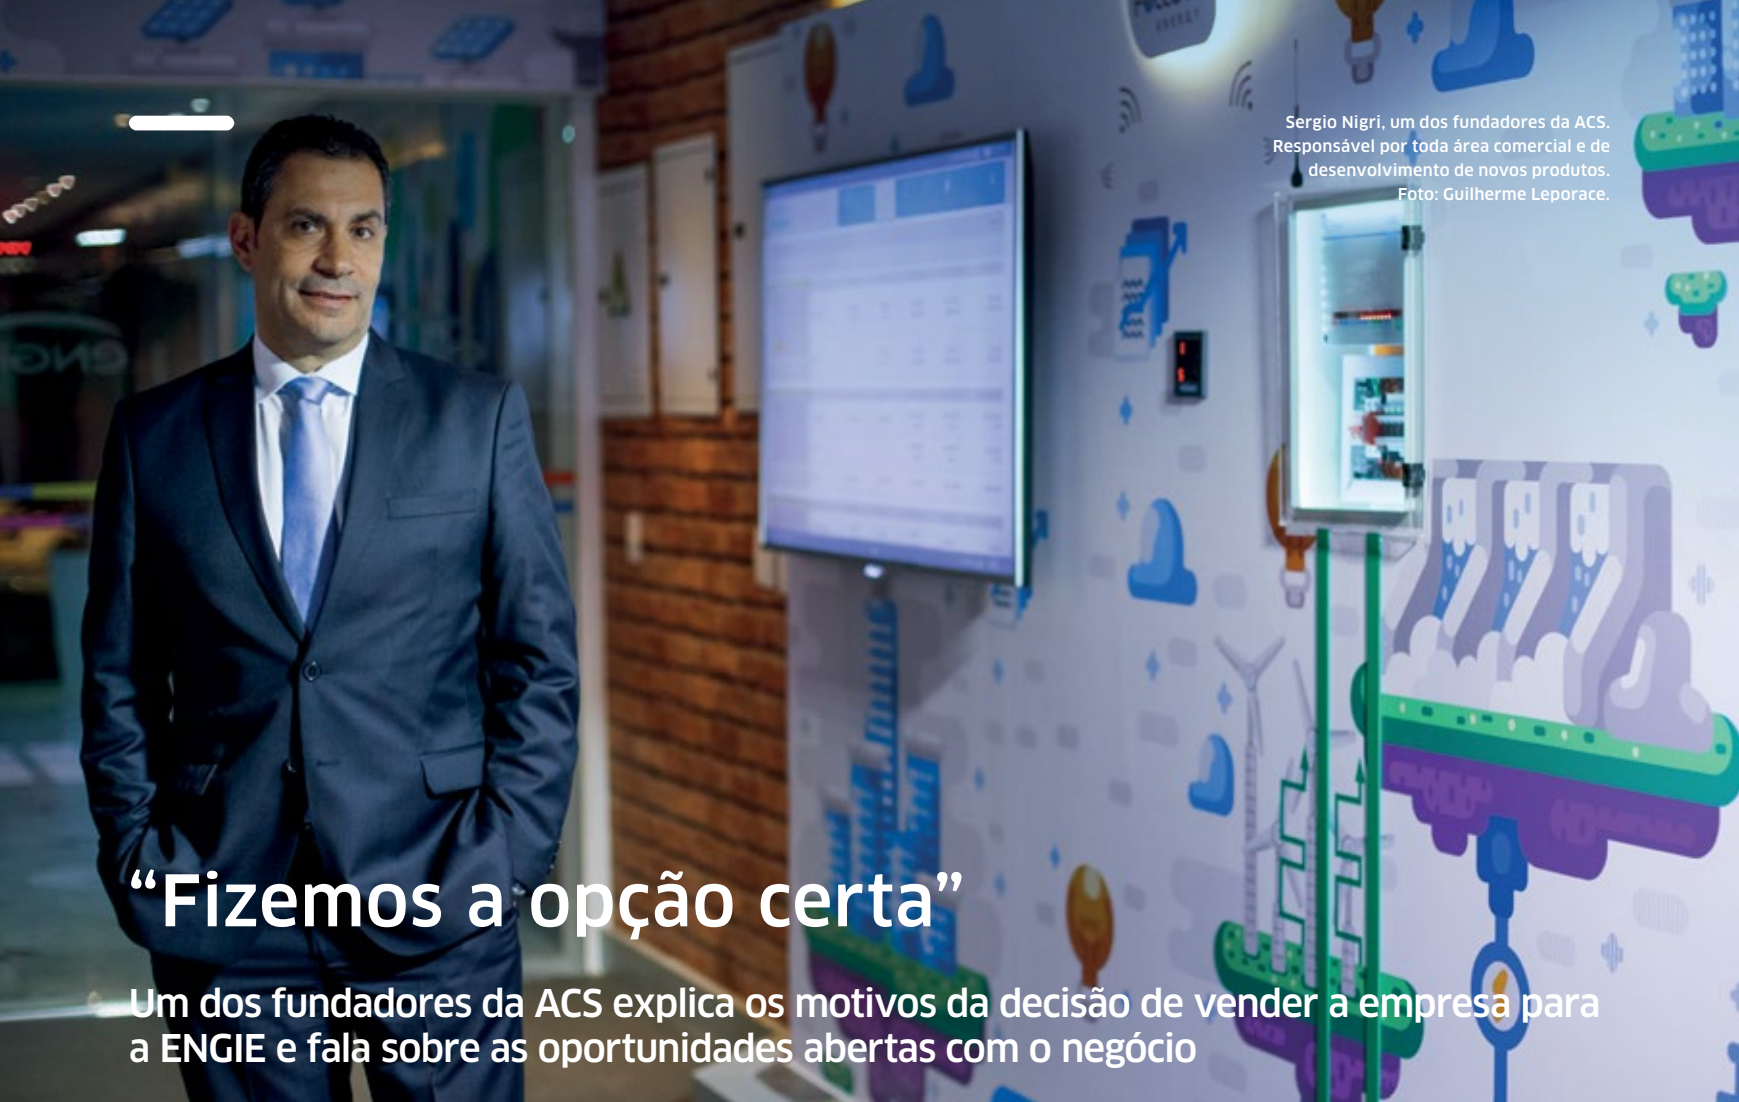 ENERGY
Sergio Nigri, um dos fundadores da ACS.
Responsável por toda área comercial e de
desenvolvimento de novos produtos.
Foto: Guilherme Leporace.
“Fizemos a opção certa”
Um dos fundadores da ACS explica os motivos da decisão de vender a empresa para
a ENGIE e fala sobre as oportunidades abertas com o negócio